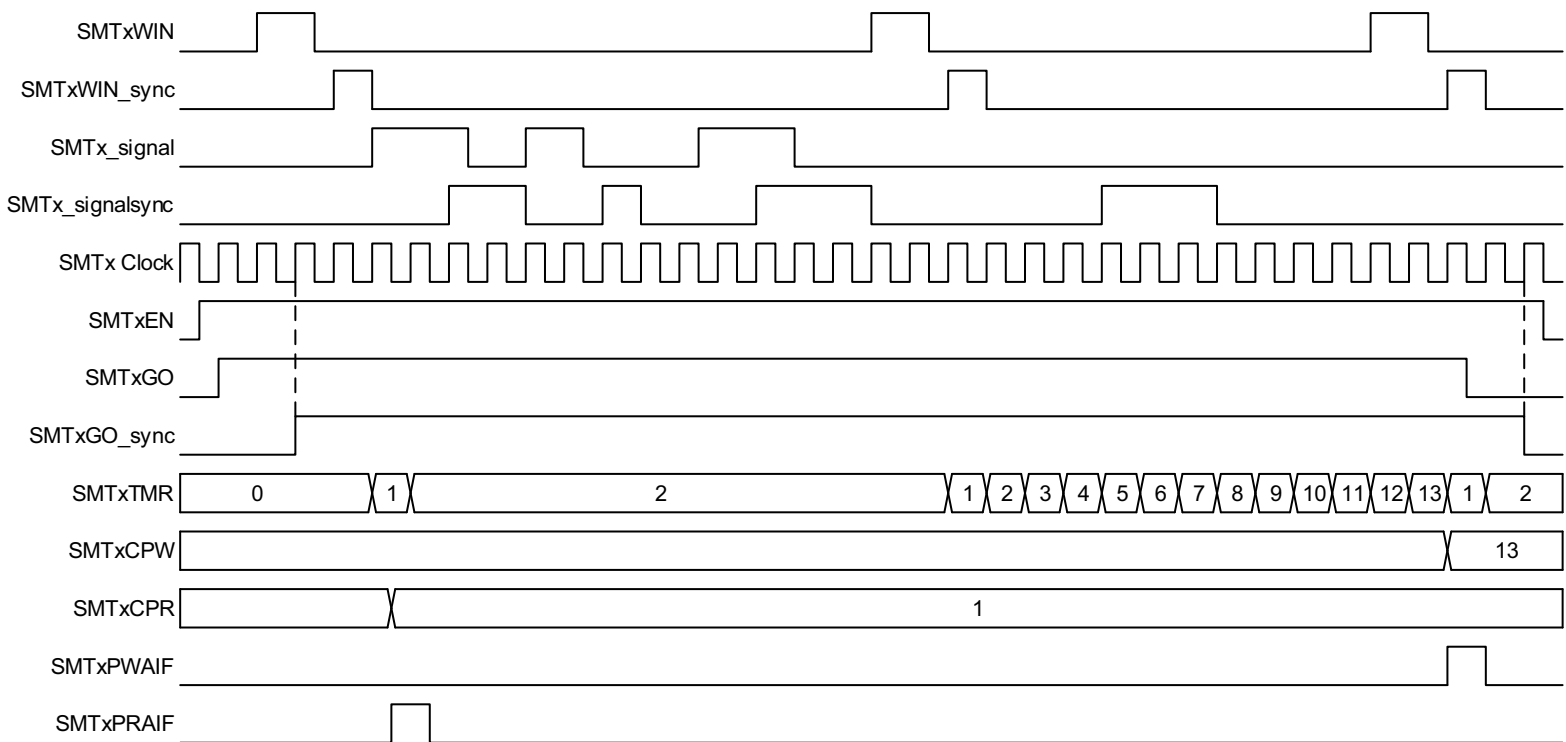 SMTxWIN
SMTxWIN_sync
SMTx_signal
SMTx_signalsync
SMTx Clock
SMTxEN
SMTxGO
SMTxGO_sync
SMTxTMR 0 1 2 1 2 3 4 5 6 7 8 9 10 11 12 13 1 2
SMTxCPW 13
SMTxCPR 1
SMTxPWAIF
SMTxPRAIF